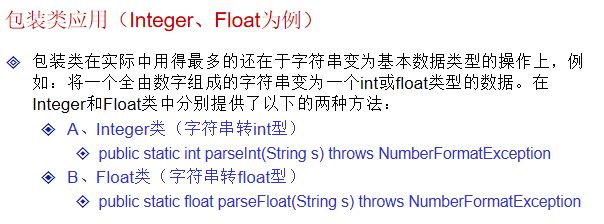 包装类应用（Integer、Float为例）
包装类在实际中用得最多的还在于字符串变为基本数据类型的操作上，例
如：将一个全由数字组成的字符串变为一个int或float类型的数据。在
Integer和Float类中分别提供了以下的两种方法：
A、Integer类（字符串转int型）
public static int parseInt(String s) throws NumberFormatException
B、Float类（字符串转float型）
public static float parseFloat(String s) throws NumberFormatException